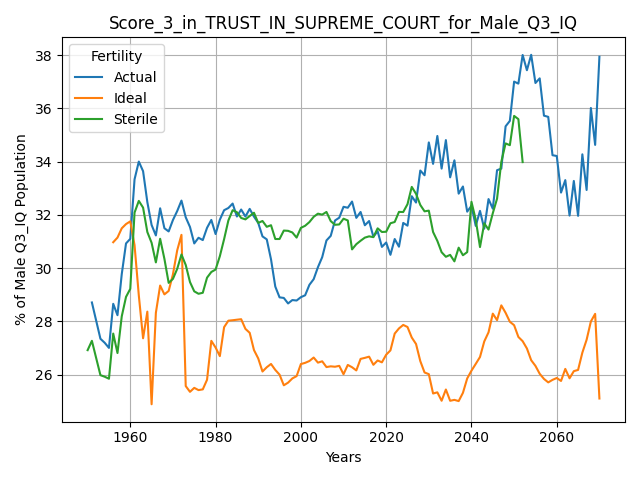 Score_3_in_TRUST_IN_SUPREME_COURT_for_Male_Q3_IQ
Fertility
Actual
Ideal
Sterile
% of Male Q3_IQ Population
38
36
34
32
30
28
26
1960
1980
2000
2020
2040
2060
Years